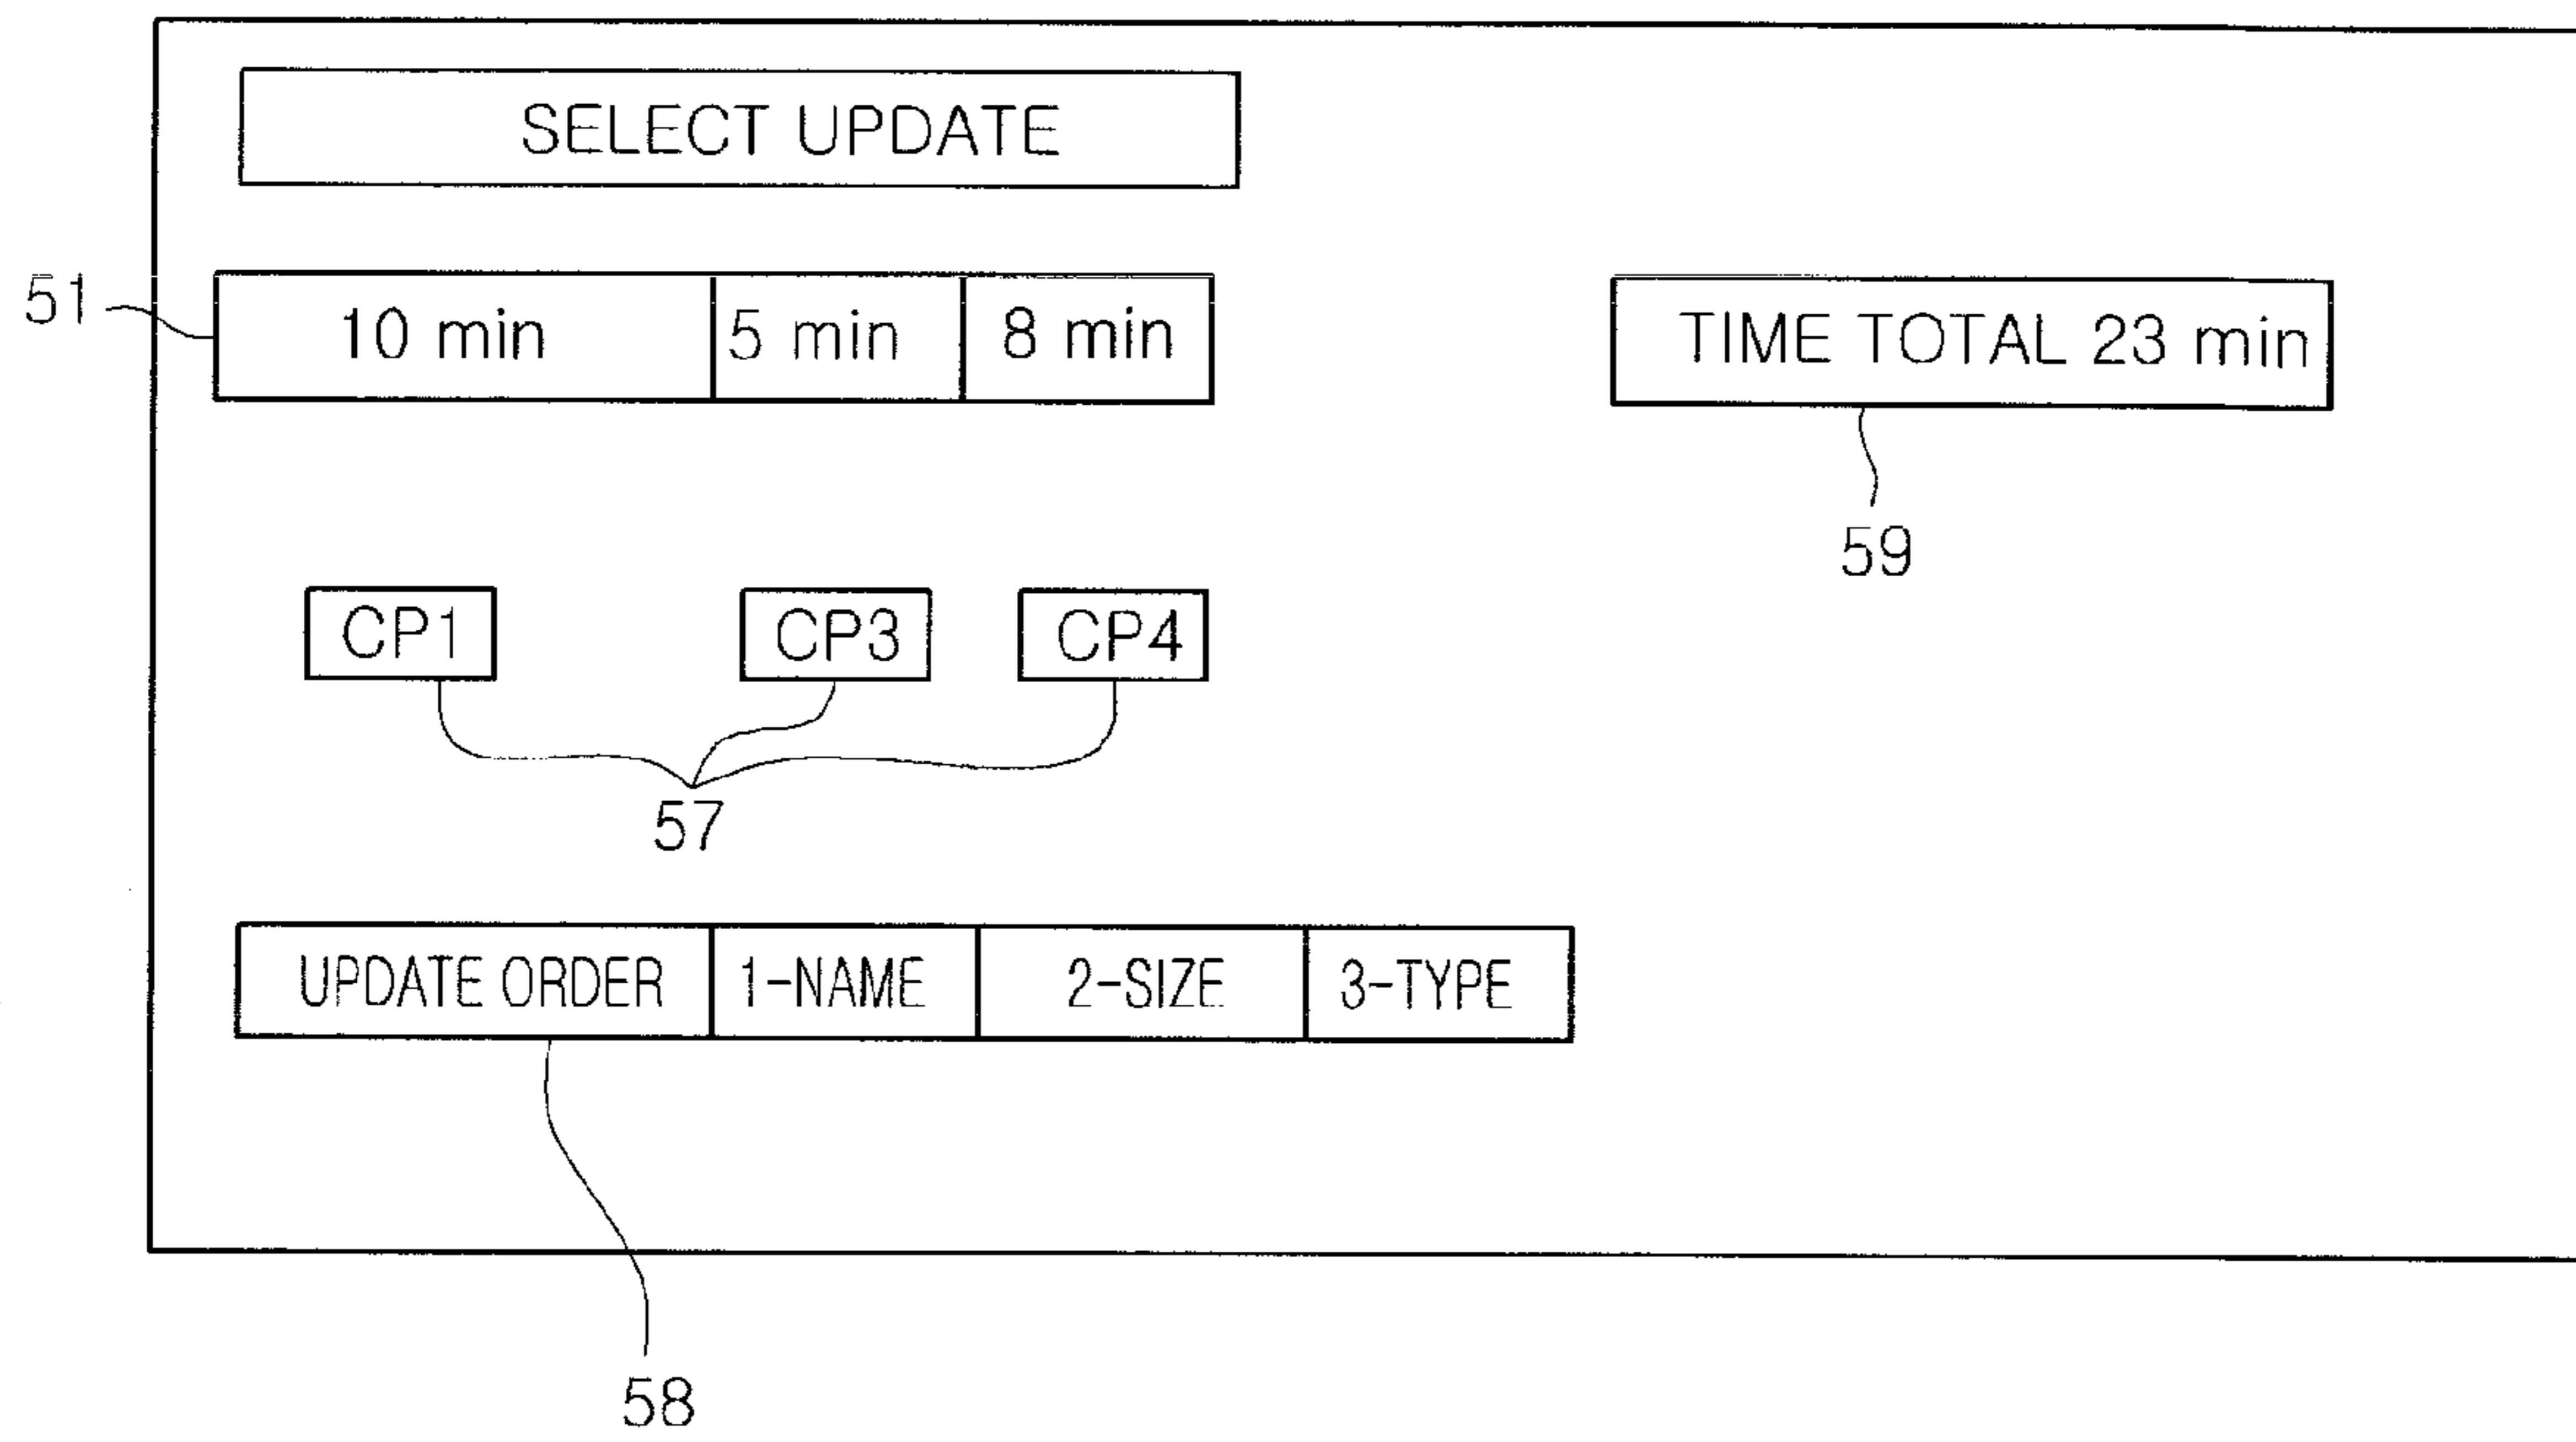 SELECT UPDATE
51
10 min 5 min 8 min
TIME TOTAL 23 min
59
CP1 CP3 CP4
57
UPDATE ORDER 1-NAME 2-SIZE 3-TYPE
58